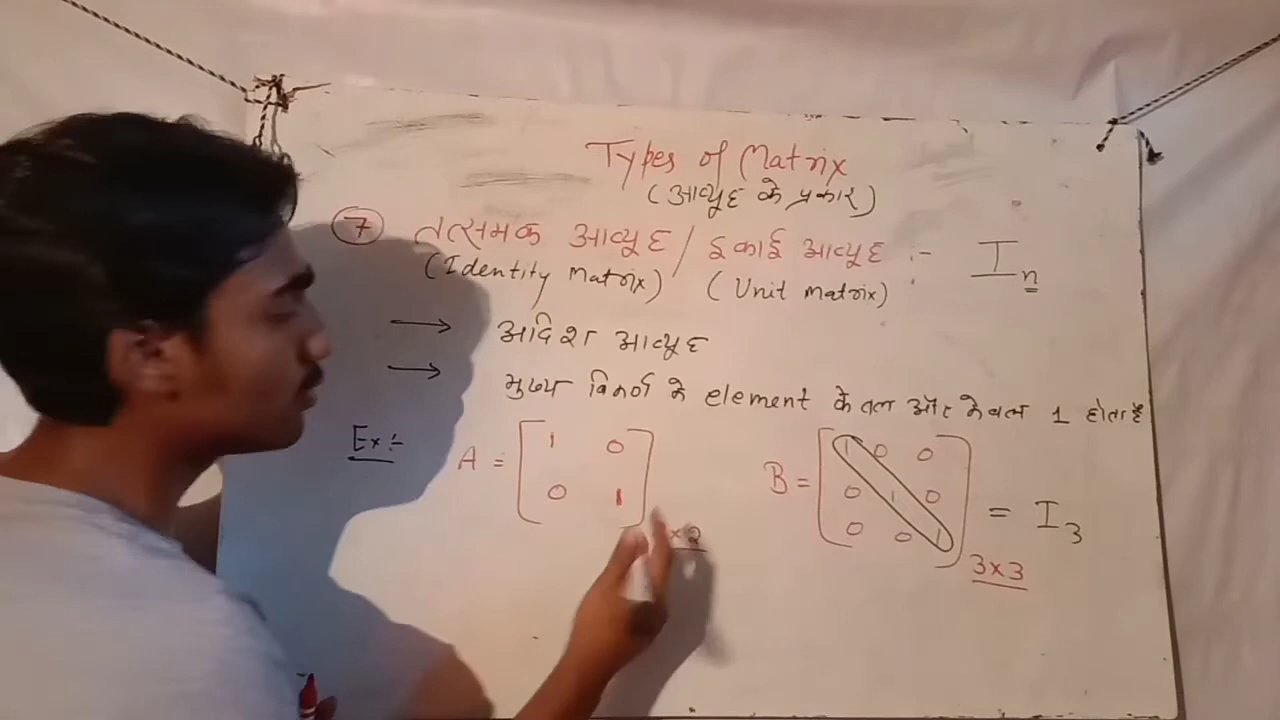 Types of Matrix
(आव्यूह के प्रकार)
7 तत्समक आव्यूह / इकाई आव्यूह :- In
(Identity Matrix) (Unit Matrix)
→ अदिश आव्यूह
→ मुख्य विकर्ण के element केवल और केवल 1 होता है
Ex :- A = [ 1 0 B = [ 1 0 0
0 1 ] 0 1 0 = I3
×2 0 0 1 ] 3×3